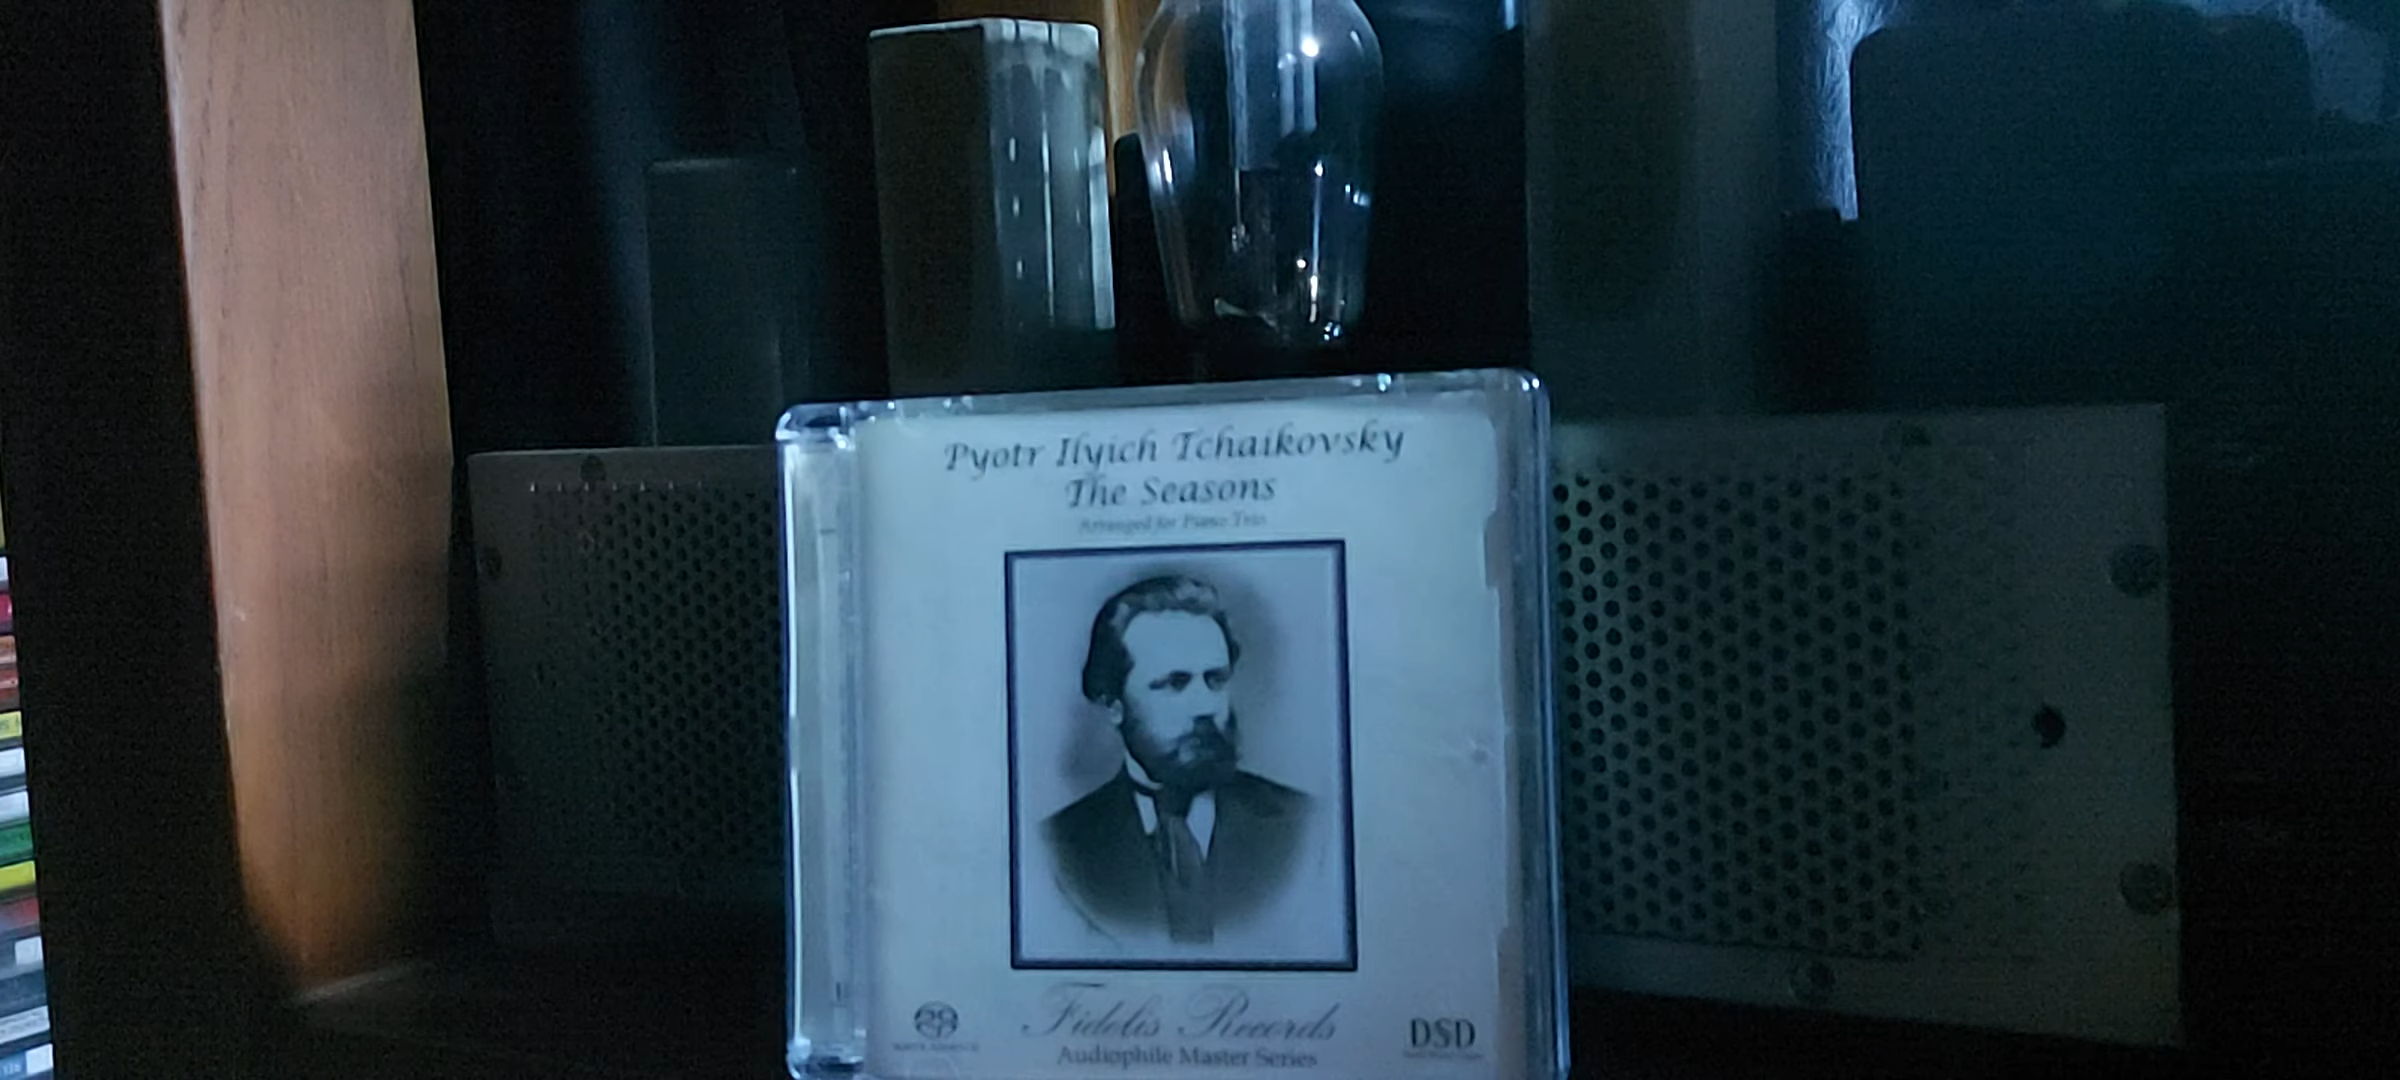 Pyotr Ilyich Tchaikovsky
The Seasons
Arranged for Piano Trio
Fidelis Records
DSD
Audiophile Master Series